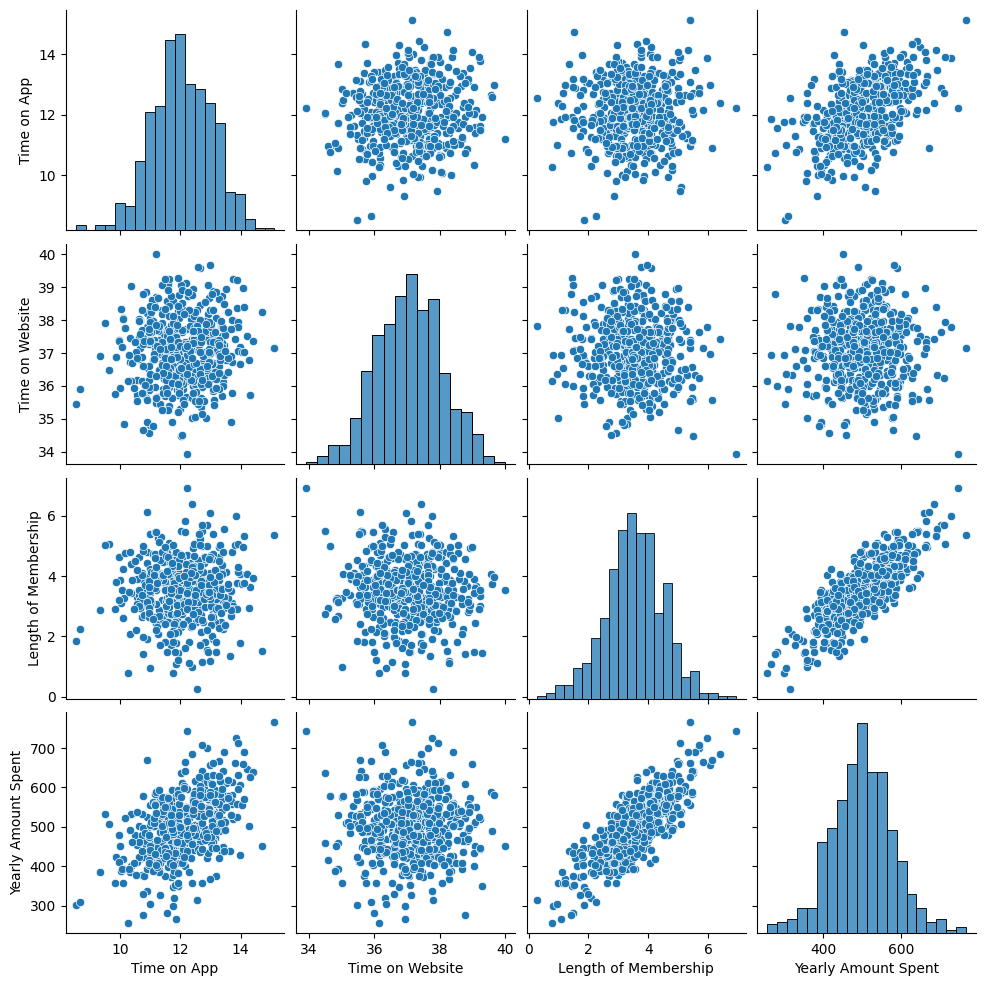 Time on App
14
12
10
Time on Website
40
39
38
37
36
35
34
Length of Membership
6
4
2
0
Yearly Amount Spent
700
600
500
400
300
10 12 14
34 36 38 40
0 2 4 6
400 600
Time on App
Time on Website
Length of Membership
Yearly Amount Spent